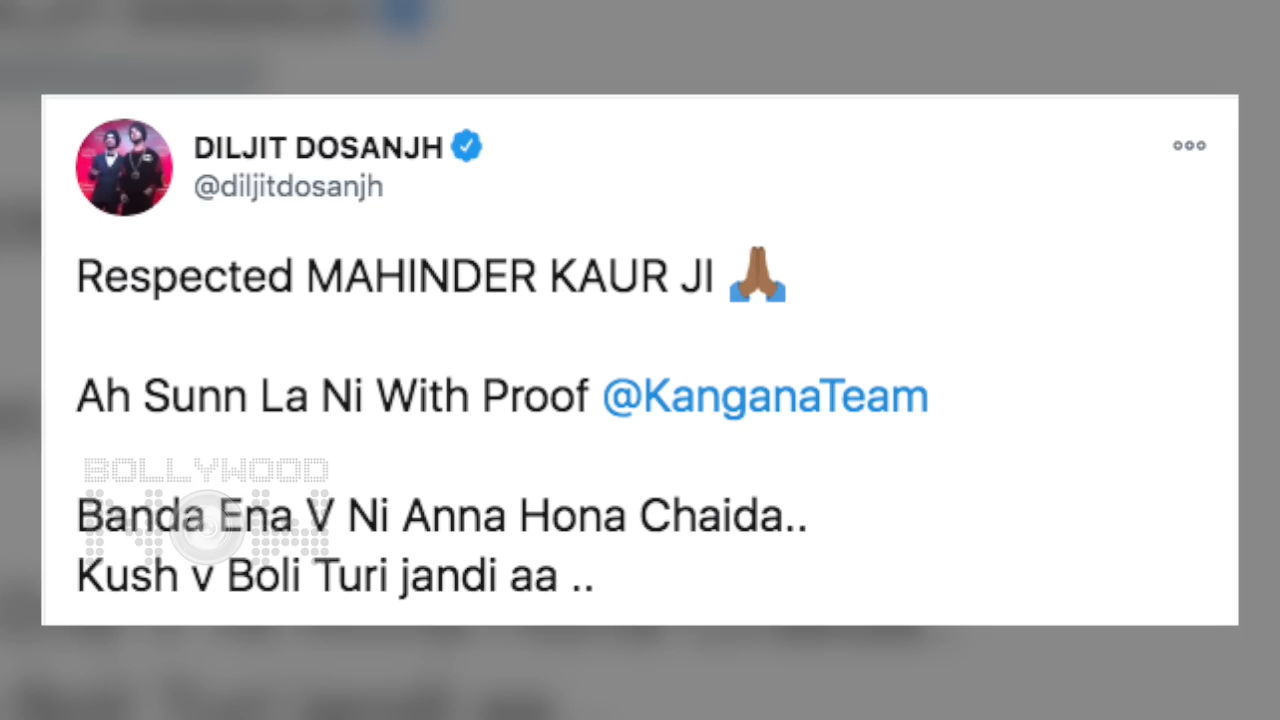 DILJIT DOSANJH
@diljitdosanjh
Respected MAHINDER KAUR JI 🙏🏾
Ah Sunn La Ni With Proof @KanganaTeam
BOLLYWOOD
NOW
Banda Ena V Ni Anna Hona Chaida..
Kush v Boli Turi jandi aa ..